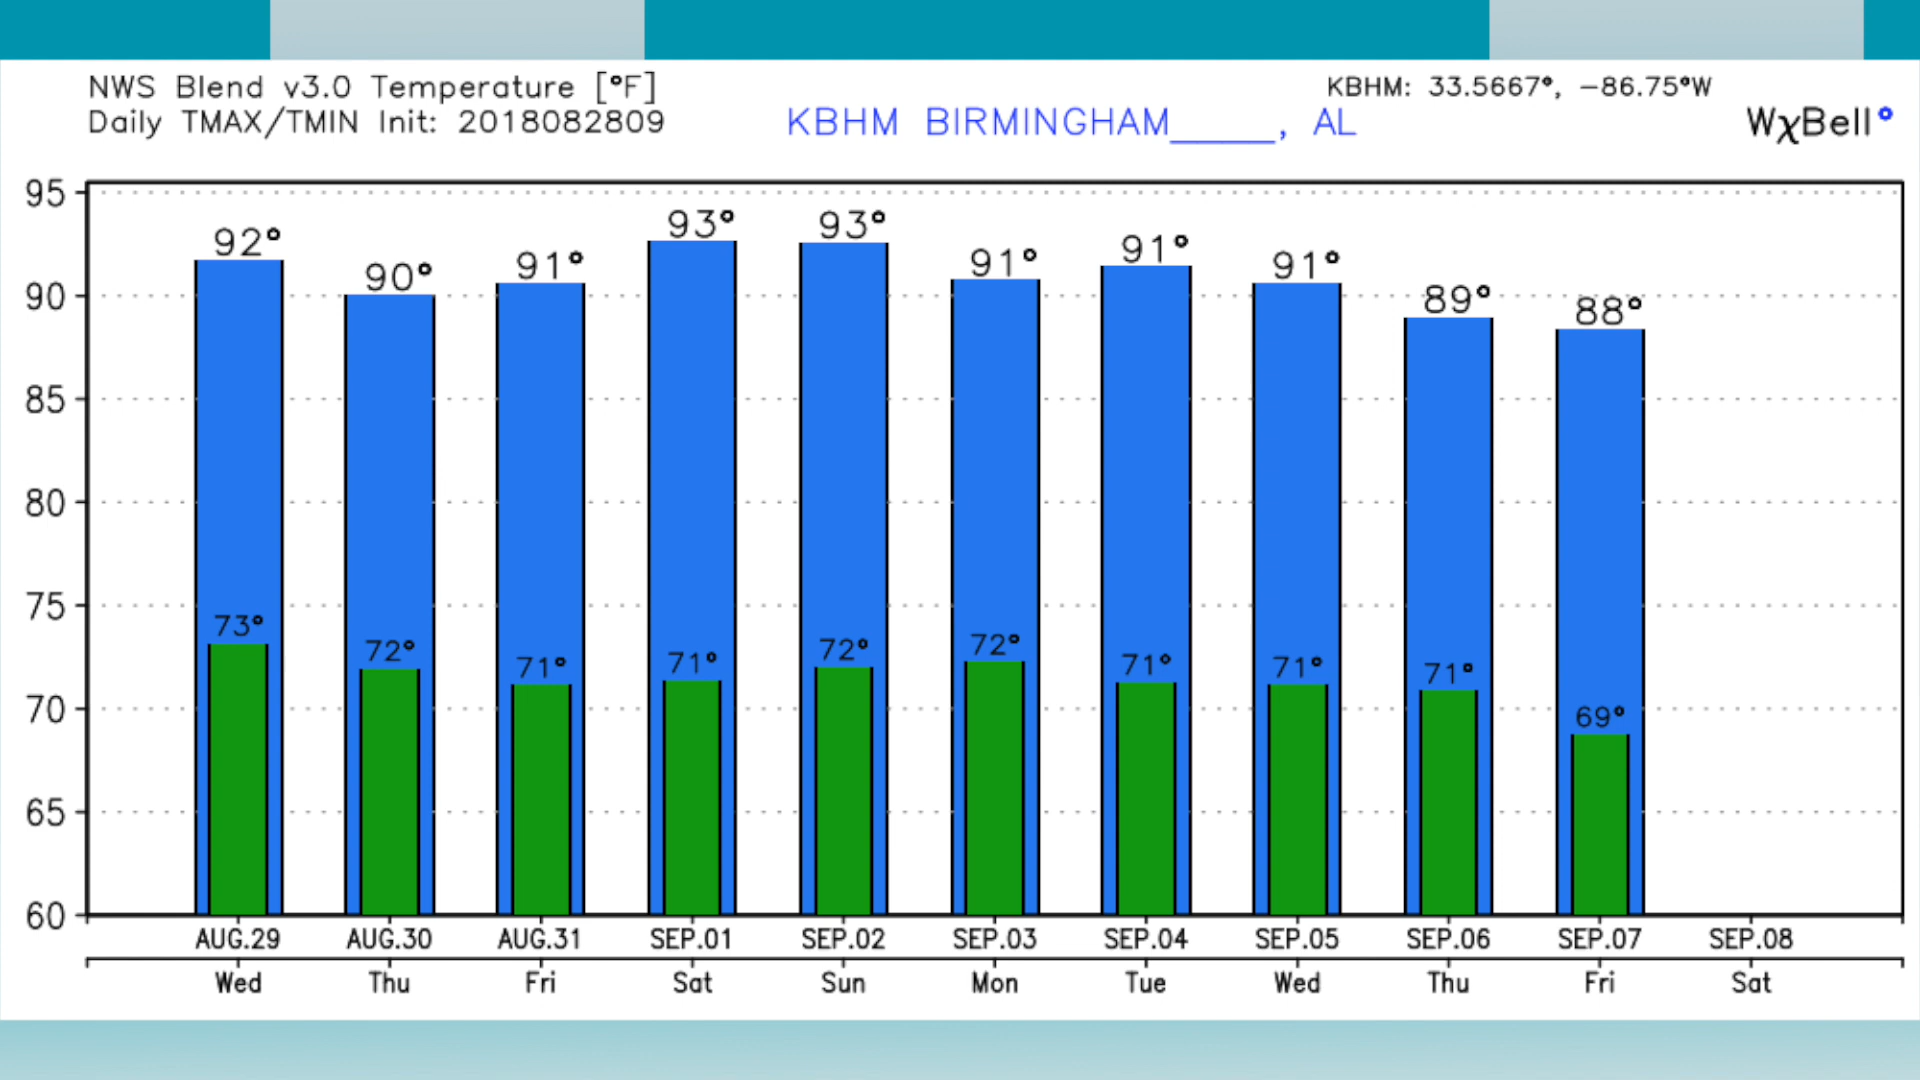 NWS Blend v3.0 Temperature [°F]
Daily TMAX/TMIN Init: 2018082809
KBHM BIRMINGHAM_____, AL
KBHM: 33.5667°, −86.75°W
WχBell°
95
90
85
80
75
70
65
60
92° 90° 91° 93° 93° 91° 91° 91° 89° 88°
73° 72° 71° 71° 72° 72° 71° 71° 71° 69°
AUG.29 AUG.30 AUG.31 SEP.01 SEP.02 SEP.03 SEP.04 SEP.05 SEP.06 SEP.07 SEP.08
Wed Thu Fri Sat Sun Mon Tue Wed Thu Fri Sat